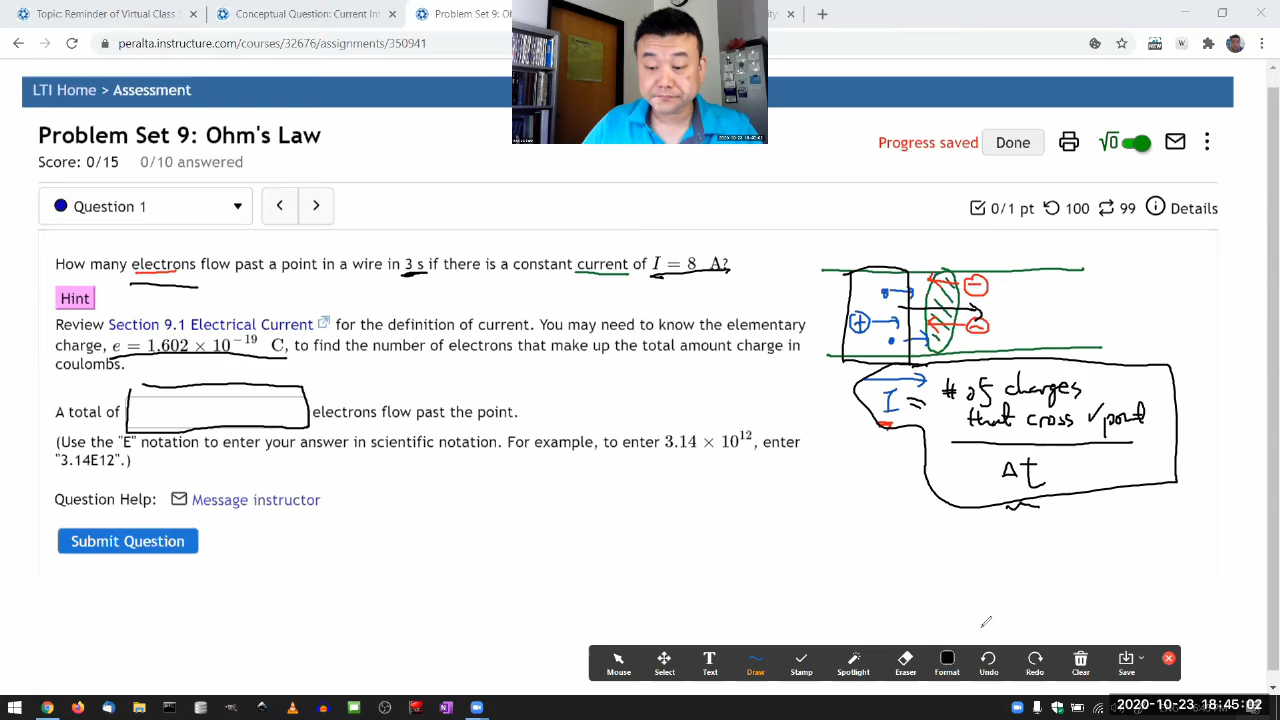 Topic: Reminder of Virtual Class
Conceptual Question: Current In
Problem Set 9: Ohm's L
peralta.instructure.com/courses/32676/assignments/350941
LTI Home > Assessment
Problem Set 9: Ohm's Law
Score: 0/15 0/10 answered
Progress saved
Done
√0
Question 1
<
>
0/1 pt 100 99 Details
How many electrons flow past a point in a wire in 3 s if there is a constant current of I = 8 A?
Hint
Review Section 9.1 Electrical Current for the definition of current. You may need to know the elementary
charge, e = 1.602 × 10⁻¹⁹ C, to find the number of electrons that make up the total amount charge in
coulombs.
A total of electrons flow past the point.
(Use the "E" notation to enter your answer in scientific notation. For example, to enter 3.14 × 10¹², enter
"3.14E12".)
Question Help: Message instructor
Submit Question
I = # of charges
that cross ✓point
Δt
Mouse
Select
Text
Draw
Stamp
Spotlight
Eraser
Format
Undo
Redo
Clear
Save
2020-10-23 18:45:02
2020-10-23 18:45:02